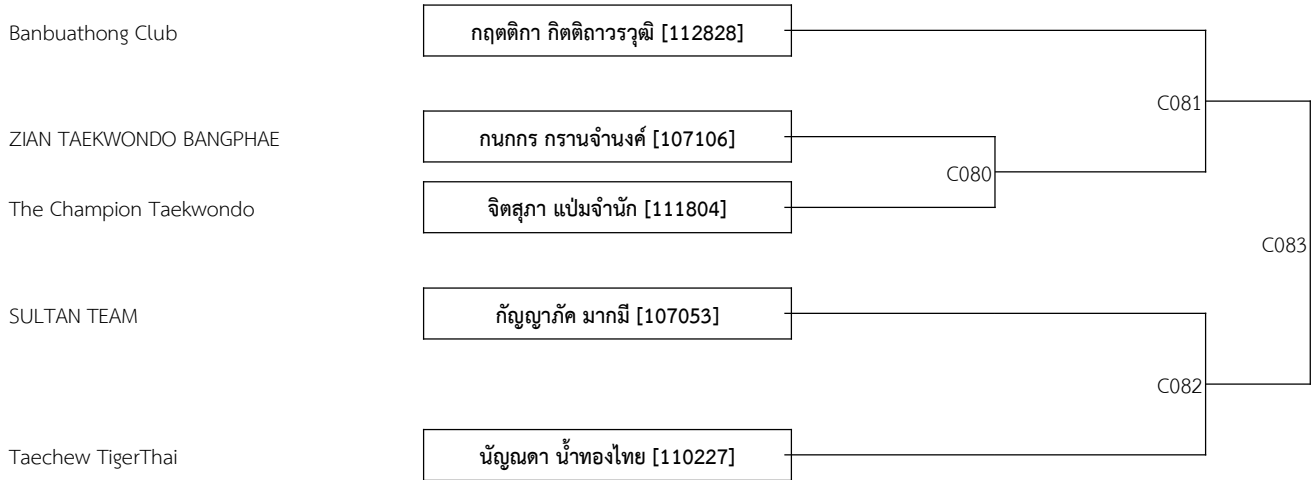 Banbuathong Club
กฤตติกา กิตติถาวรวุฒิ [112828]
C081
ZIAN TAEKWONDO BANGPHAE
กนกกร กรานจำนงค์ [107106]
C080
The Champion Taekwondo
จิตสุภา แป่มจำนัก [111804]
C083
SULTAN TEAM
กัญญาภัค มากมี [107053]
C082
Taechew TigerThai
นัญณดา น้ำทองไทย [110227]